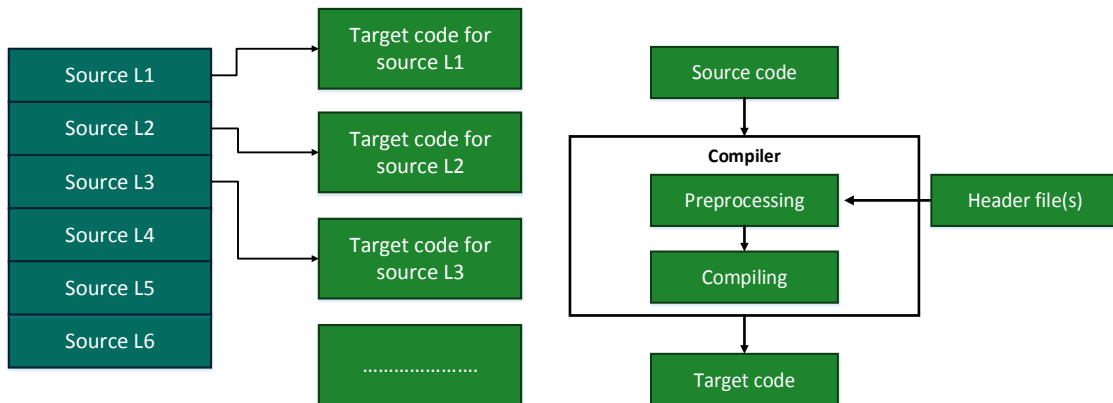 Source L1
Source L2
Source L3
Source L4
Source L5
Source L6
Target code for
source L1
Target code for
source L2
Target code for
source L3
......................
Source code
Compiler
Preprocessing
Header file(s)
Compiling
Target code